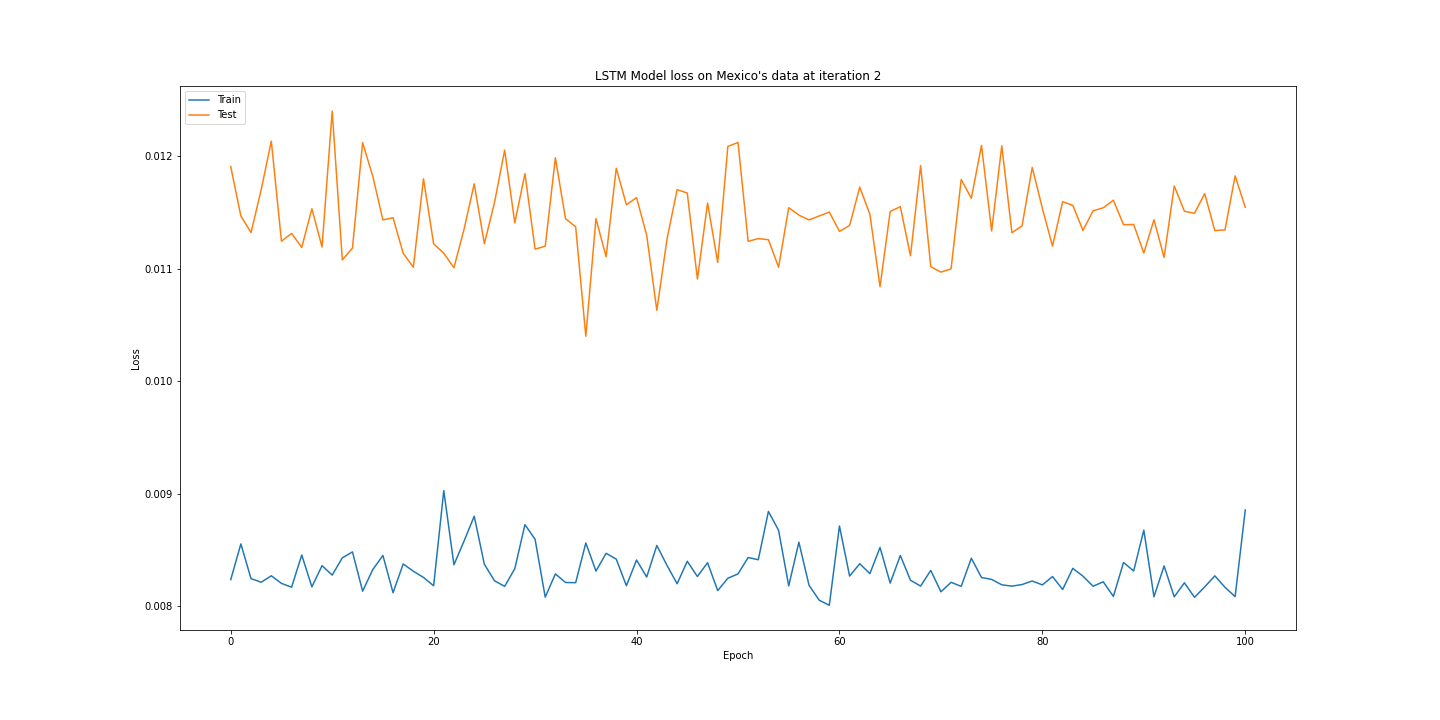 LSTM Model loss on Mexico's data at iteration 2
Train
Test
0.012
0.011
0.010
0.009
0.008
Loss
0 20 40 60 80 100
Epoch